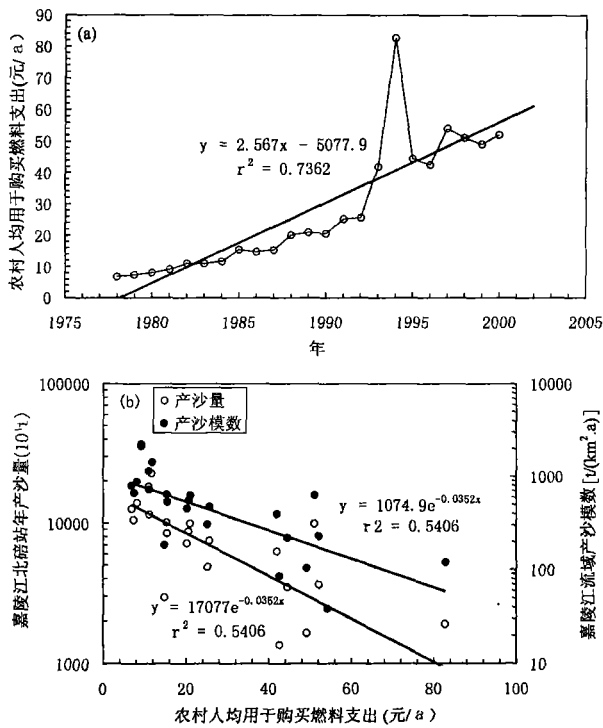 (a)
农村人均用于购买燃料支出(元/a)
90
80
70
60
50
40
30
20
10
0
y = 2.567x - 5077.9
r² = 0.7362
1975 1980 1985 1990 1995 2000 2005
年
(b)
产沙量
产沙模数
嘉陵江北碚站年产沙量(10⁴t)
100000
10000
1000
嘉陵江流域产沙模数[t/(km².a)]
10000
1000
100
10
y = 1074.9e^-0.0352x
r2 = 0.5406
y = 17077e^-0.0352x
r² = 0.5406
0 20 40 60 80 100
农村人均用于购买燃料支出 (元/a)